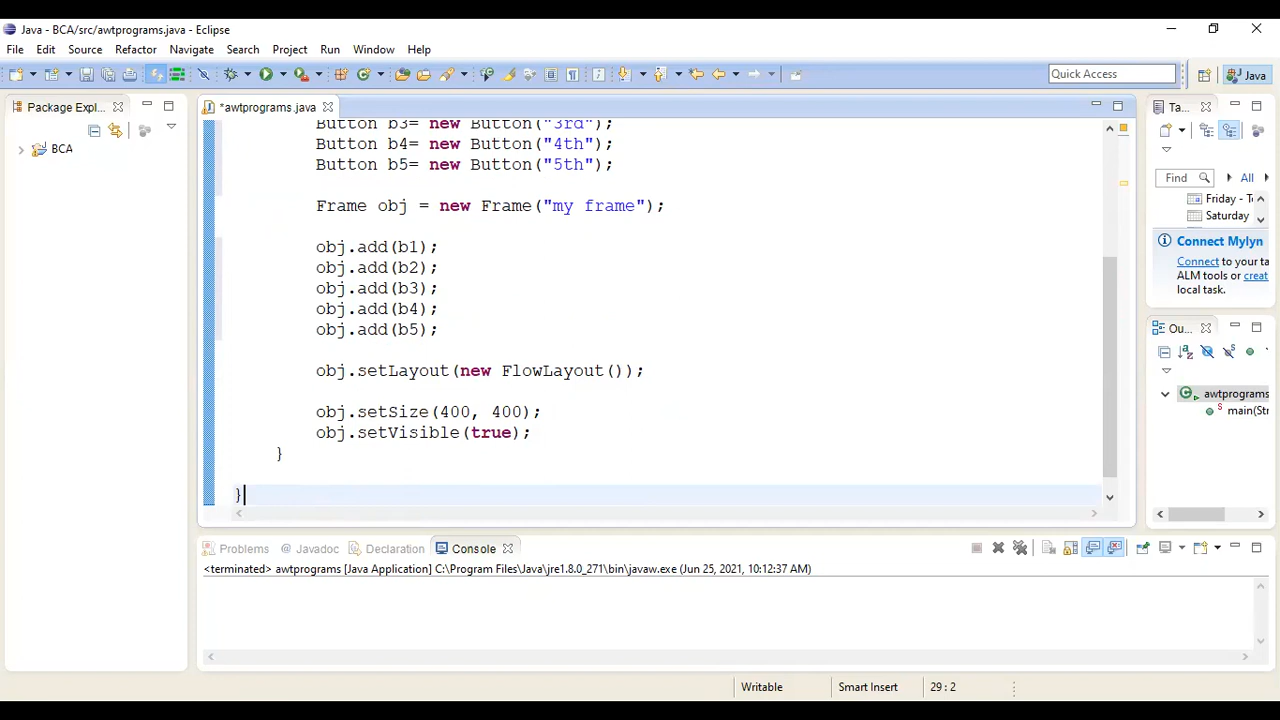 Java - BCA/src/awtprograms.java - Eclipse
File Edit Source Refactor Navigate Search Project Run Window Help
Quick Access
Java
Package Expl...
BCA
*awtprograms.java
Button b3= new Button("3rd");
Button b4= new Button("4th");
Button b5= new Button("5th");
Frame obj = new Frame("my frame");
obj.add(b1);
obj.add(b2);
obj.add(b3);
obj.add(b4);
obj.add(b5);
obj.setLayout(new FlowLayout());
obj.setSize(400, 400);
obj.setVisible(true);
}
}
Ta...
Find All
Friday - T
Saturday
Connect Mylyn
Connect to your ta
ALM tools or creat
local task.
Ou...
awtprograms
main(Str
Problems @ Javadoc Declaration Console
<terminated> awtprograms [Java Application] C:\Program Files\Java\jre1.8.0_271\bin\javaw.exe (Jun 25, 2021, 10:12:37 AM)
Writable Smart Insert 29 : 2